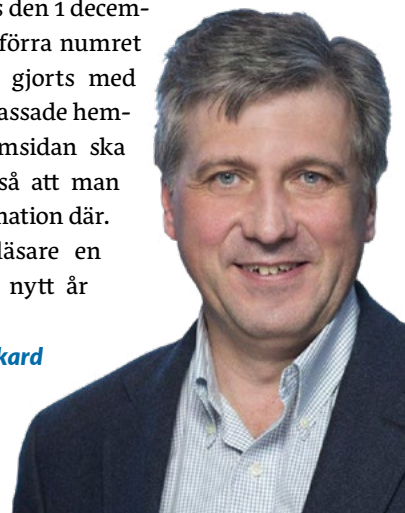 s den 1 decem-
förra numret
gjorts med
assade hem-
msidan ska
så att man
nation där.
läsare en
nytt år
kard